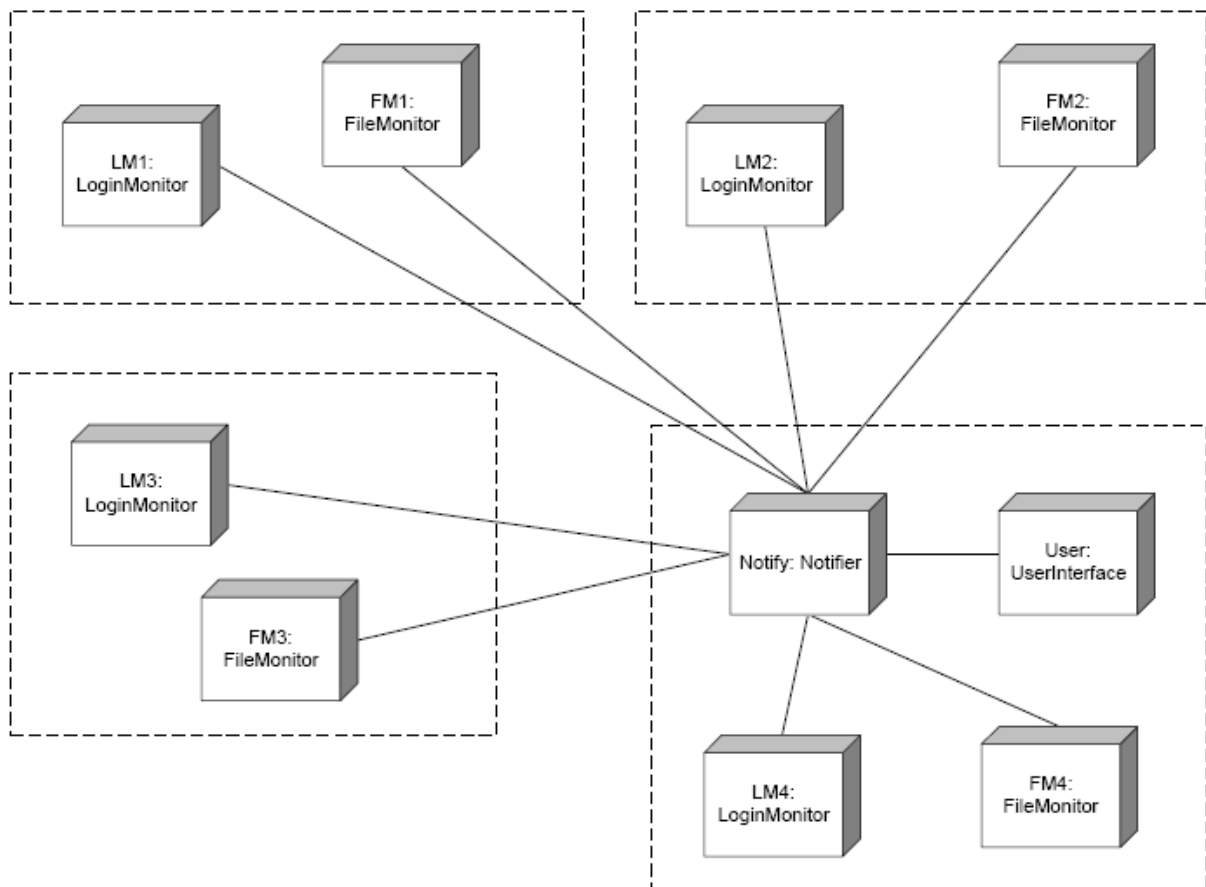 FM1:
FileMonitor
LM1:
LoginMonitor
FM2:
FileMonitor
LM2:
LoginMonitor
LM3:
LoginMonitor
FM3:
FileMonitor
Notify: Notifier
User:
UserInterface
LM4:
LoginMonitor
FM4:
FileMonitor